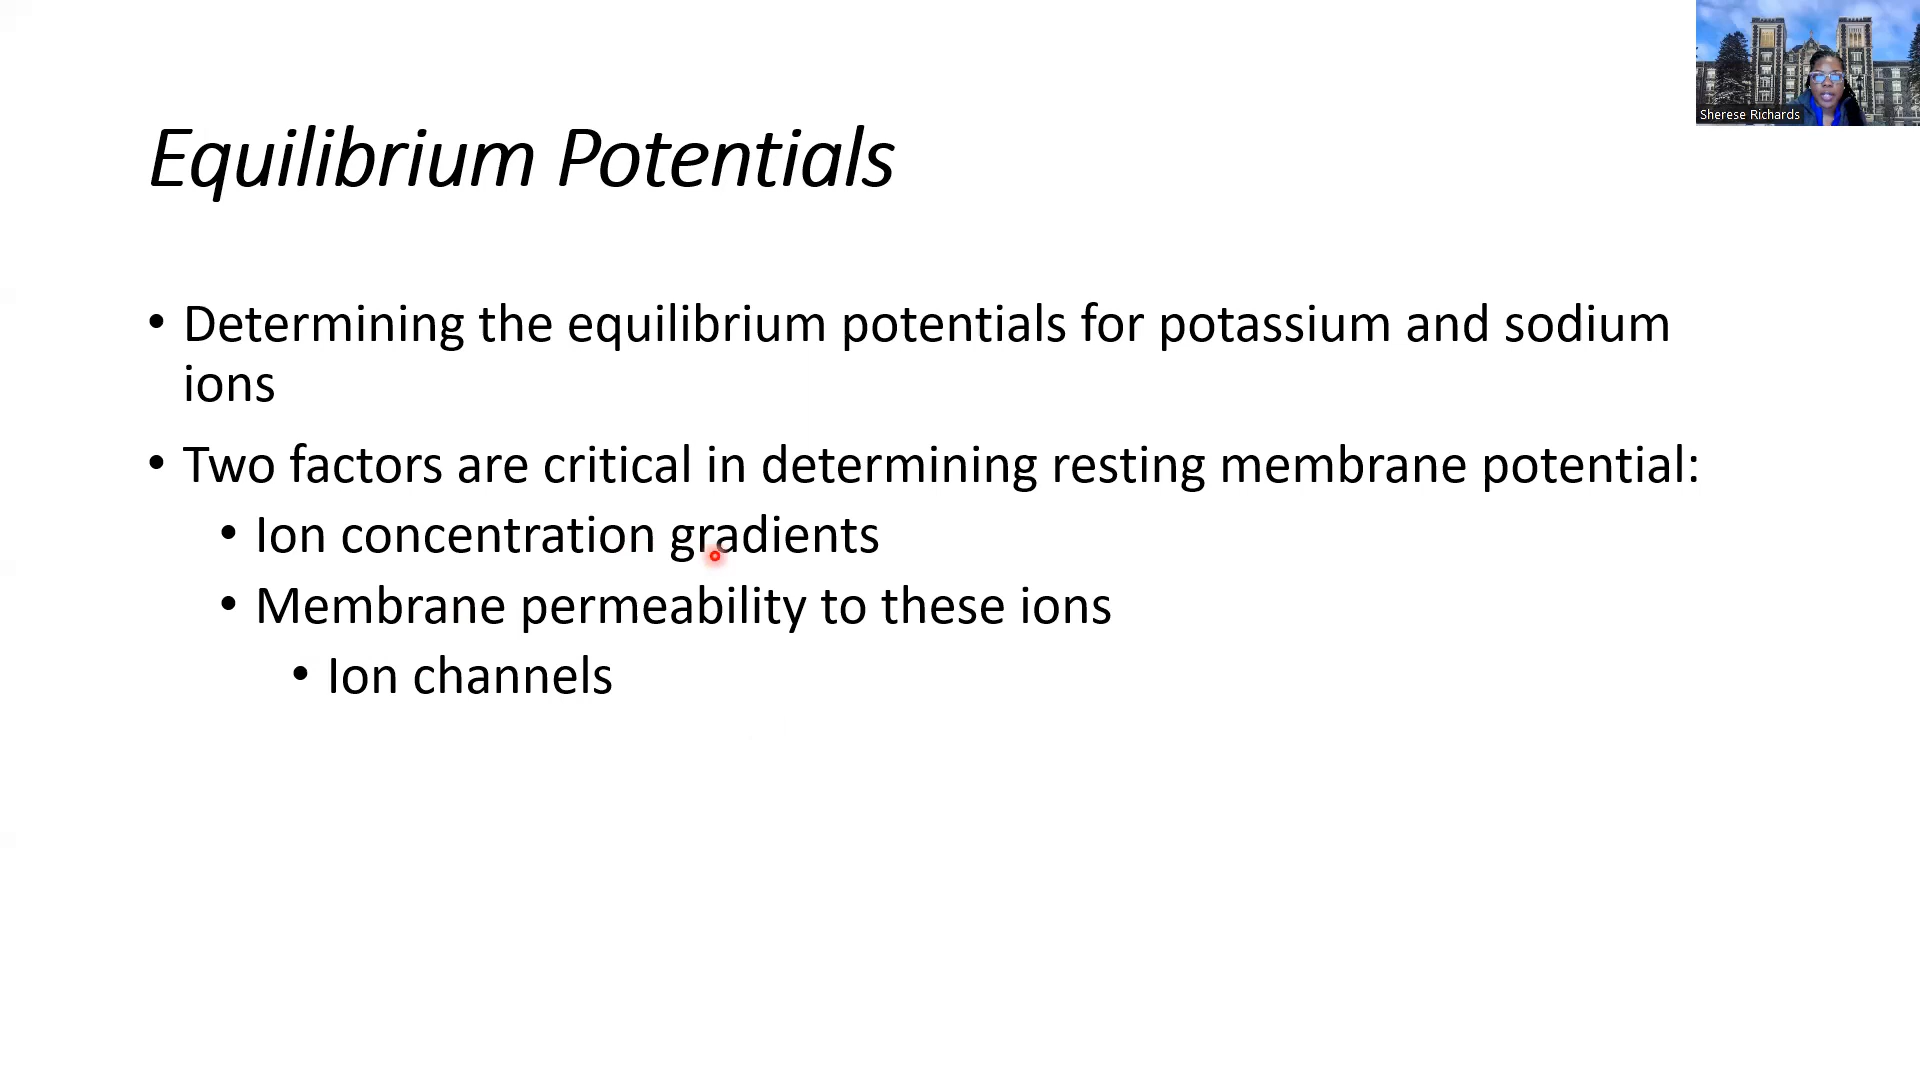 Sherese Richards
Equilibrium Potentials
• Determining the equilibrium potentials for potassium and sodium
ions
• Two factors are critical in determining resting membrane potential:
• Ion concentration gradients
• Membrane permeability to these ions
• Ion channels